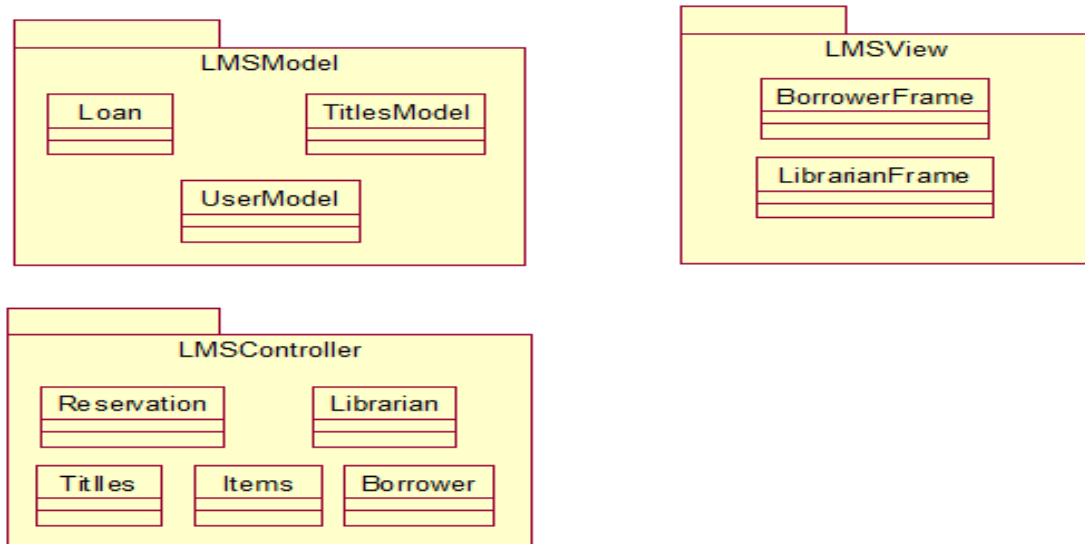 LMSModel
Loan
TitlesModel
UserModel
LMSView
BorrowerFrame
LibrarianFrame
LMSController
Reservation
Librarian
Titlles
Items
Borrower